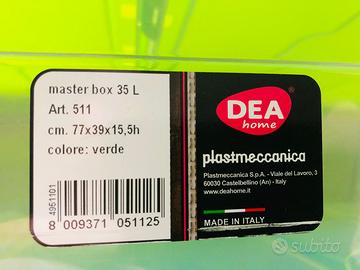 master box 35 L
Art. 511
cm. 77x39x15,5h
colore: verde
4951101
8 009371 051125
DEA
home
plastmeccanica
Plastmeccanica S.p.A. - Viale del Lavoro, 3
60030 Castelbellino (An) - Italy
www.deahome.it
MADE IN ITALY
subito